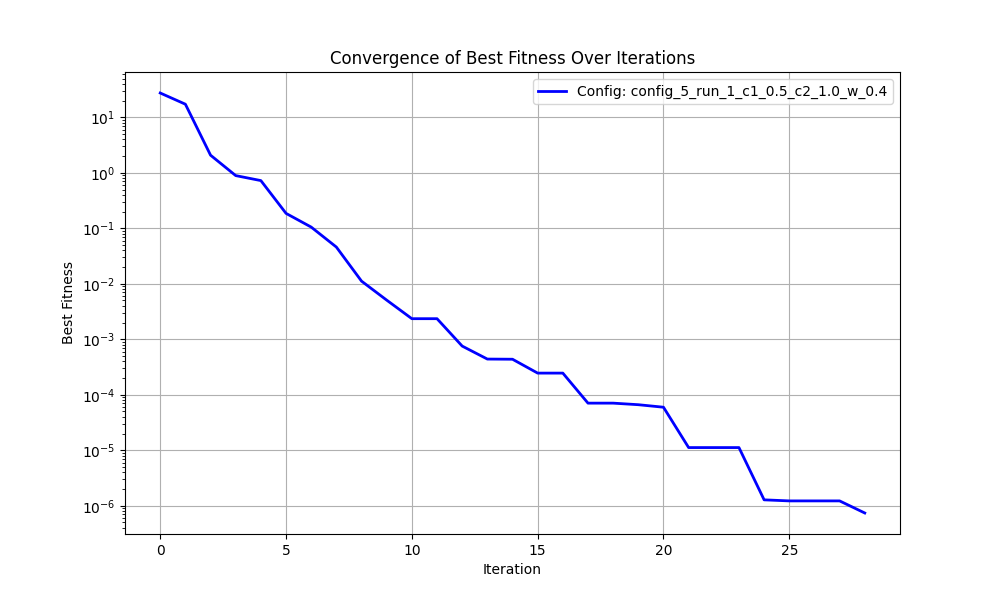 Convergence of Best Fitness Over Iterations
Config: config_5_run_1_c1_0.5_c2_1.0_w_0.4
Best Fitness
10¹
10⁰
10⁻¹
10⁻²
10⁻³
10⁻⁴
10⁻⁵
10⁻⁶
0 5 10 15 20 25
Iteration